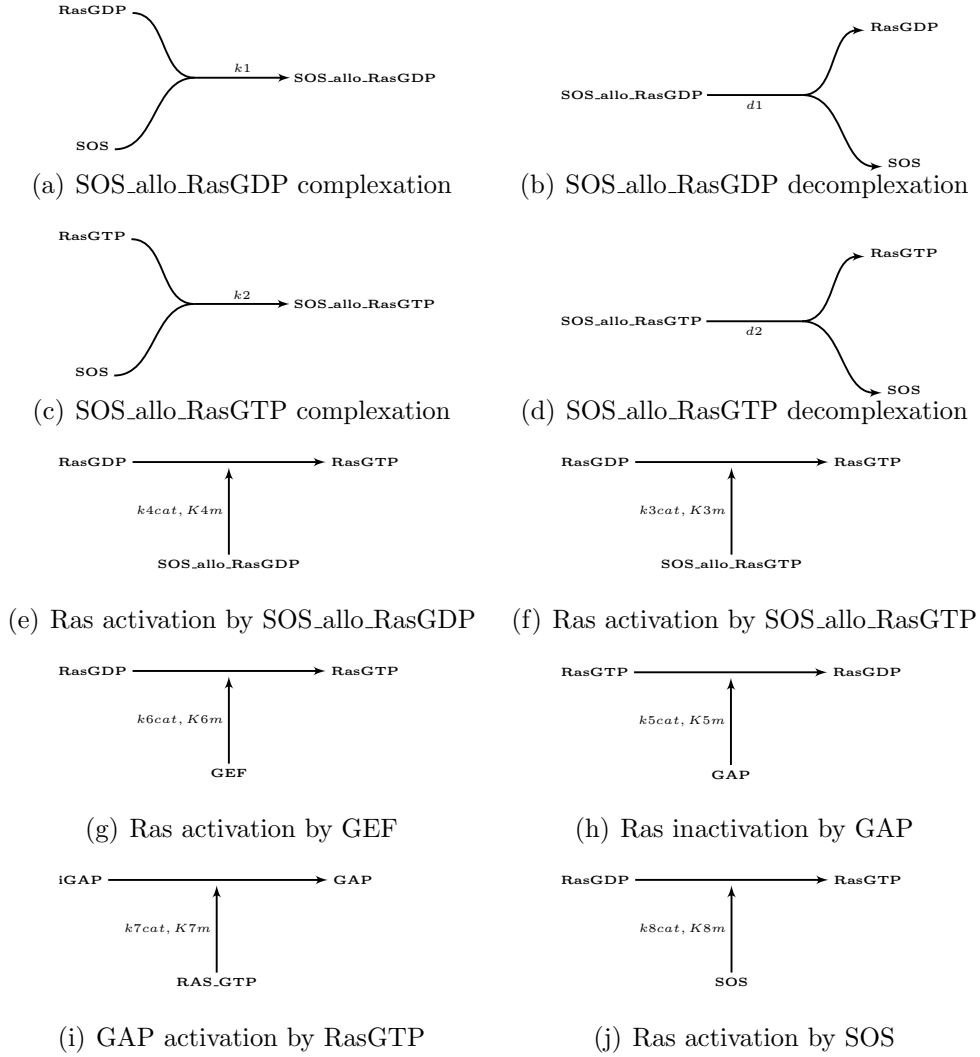 RasGDP
k1
SOS_allo_RasGDP
SOS
(a) SOS_allo_RasGDP complexation
RasGDP
SOS_allo_RasGDP
d1
SOS
(b) SOS_allo_RasGDP decomplexation
RasGTP
k2
SOS_allo_RasGTP
SOS
(c) SOS_allo_RasGTP complexation
RasGTP
SOS_allo_RasGTP
d2
SOS
(d) SOS_allo_RasGTP decomplexation
RasGDP RasGTP
k4cat, K4m
SOS_allo_RasGDP
(e) Ras activation by SOS_allo_RasGDP
RasGDP RasGTP
k3cat, K3m
SOS_allo_RasGTP
(f) Ras activation by SOS_allo_RasGTP
RasGDP RasGTP
k6cat, K6m
GEF
(g) Ras activation by GEF
RasGTP RasGDP
k5cat, K5m
GAP
(h) Ras inactivation by GAP
iGAP GAP
k7cat, K7m
RAS_GTP
(i) GAP activation by RasGTP
RasGDP RasGTP
k8cat, K8m
SOS
(j) Ras activation by SOS